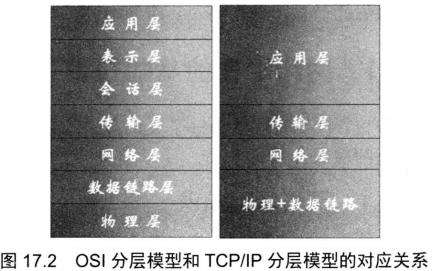 应用层
表示层
会话层
传输层
网络层
数据链路层
物理层
应用层
传输层
网络层
物理+数据链路
图 17.2 OSI 分层模型和 TCP/IP 分层模型的对应关系